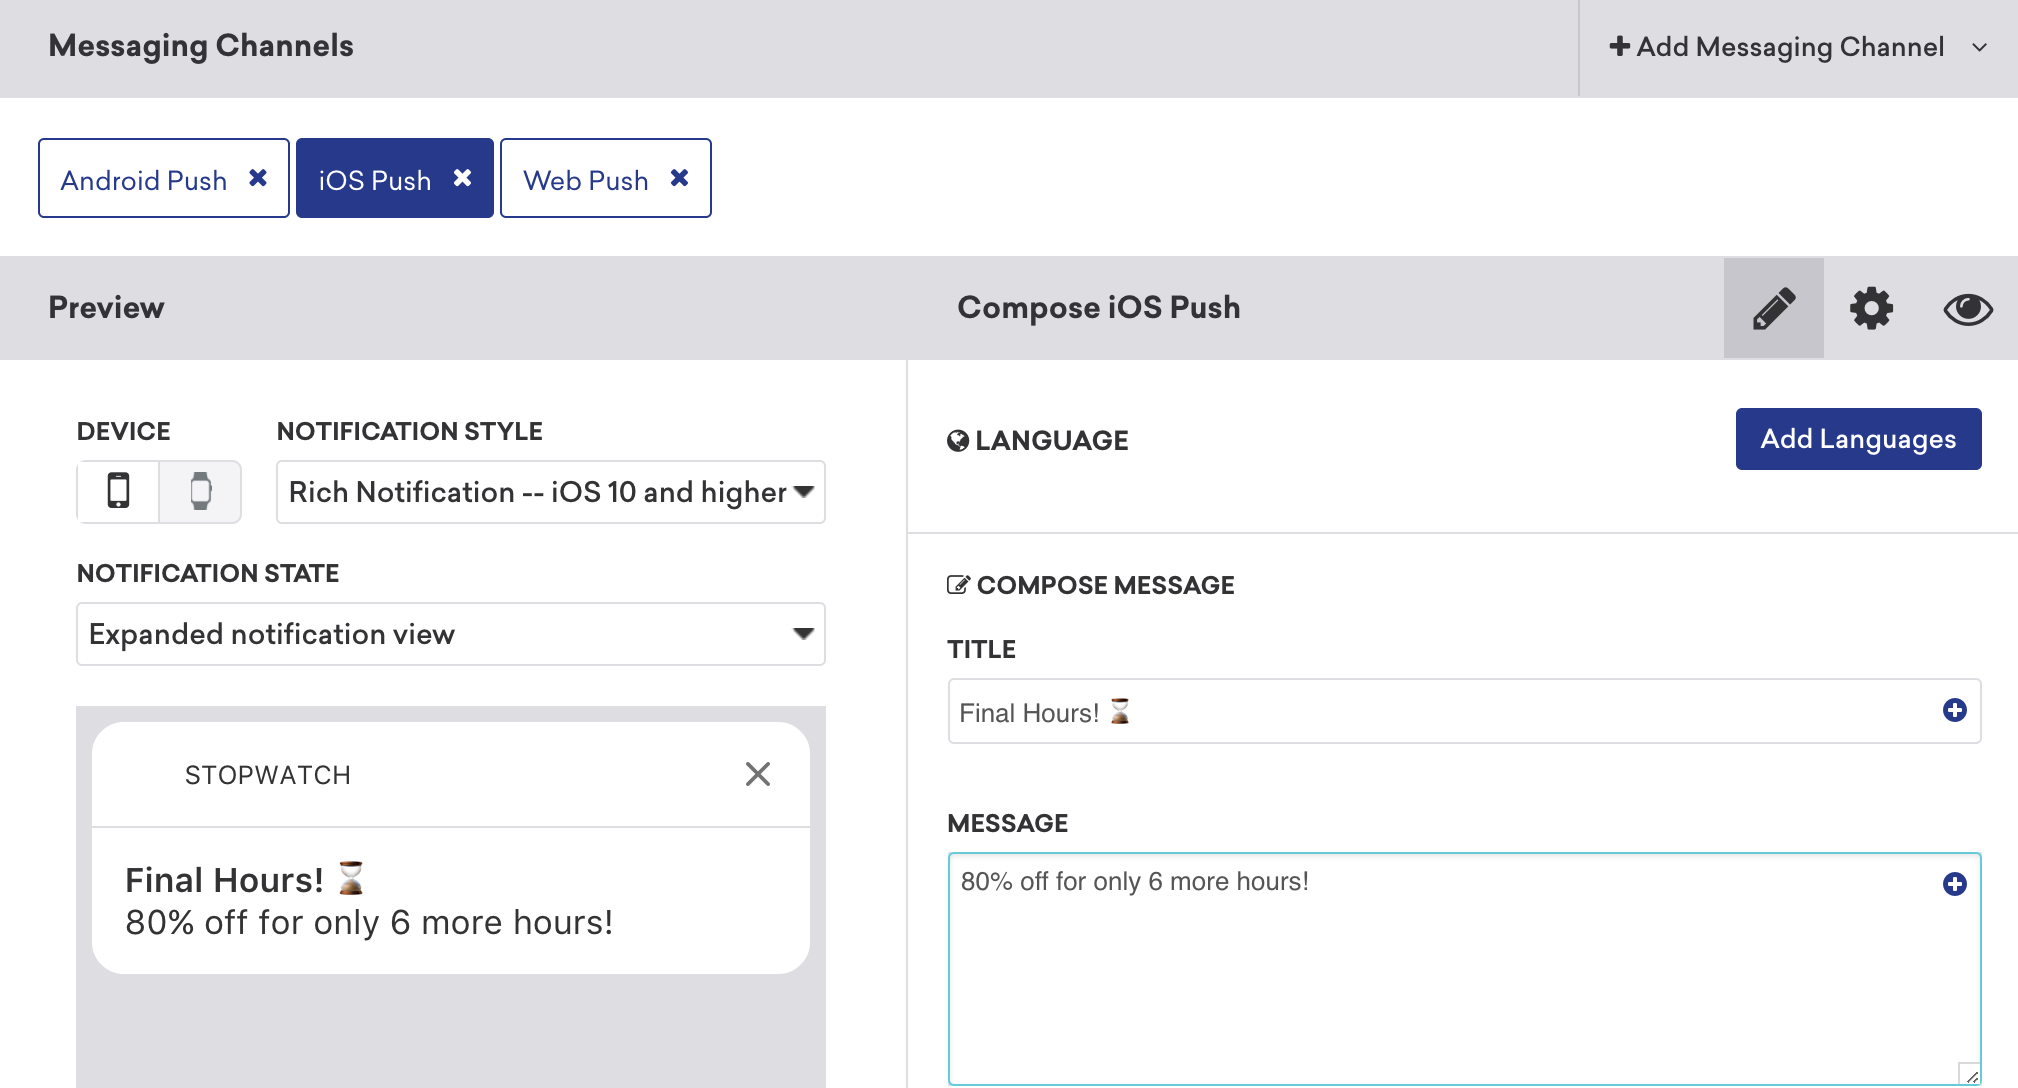 Messaging Channels
Add Messaging Channel
Android Push
iOS Push
Web Push
Preview
Compose iOS Push
DEVICE
NOTIFICATION STYLE
Rich Notification -- iOS 10 and higher
NOTIFICATION STATE
Expanded notification view
STOPWATCH
Final Hours! ⌛
80% off for only 6 more hours!
LANGUAGE
Add Languages
COMPOSE MESSAGE
TITLE
Final Hours! ⌛
MESSAGE
80% off for only 6 more hours!